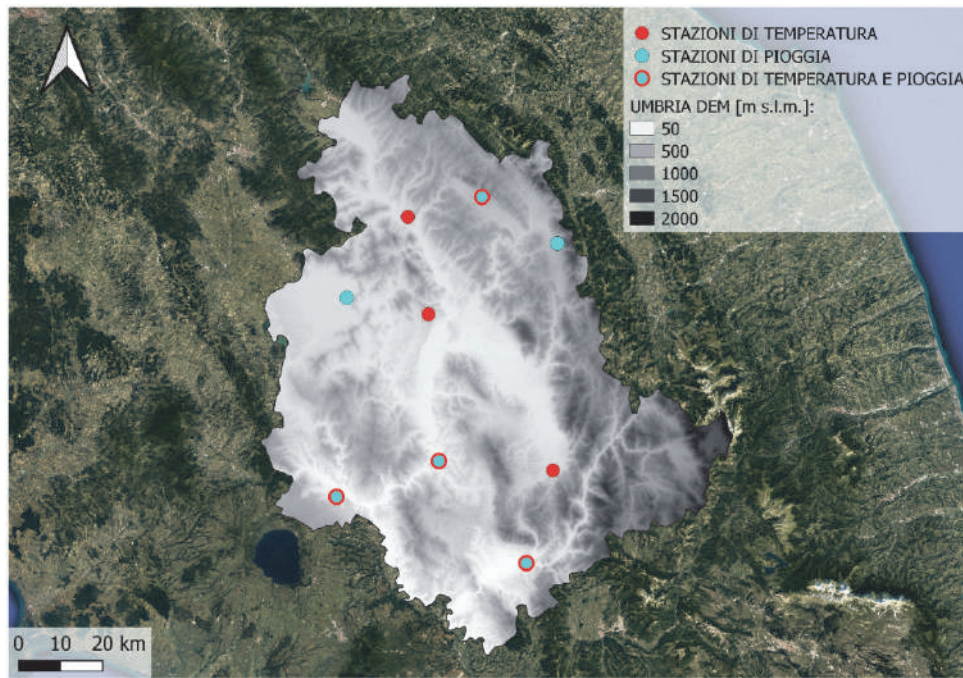 STAZIONI DI TEMPERATURA
STAZIONI DI PIOGGIA
STAZIONI DI TEMPERATURA E PIOGGIA
UMBRIA DEM [m s.l.m.]:
50
500
1000
1500
2000
0 10 20 km